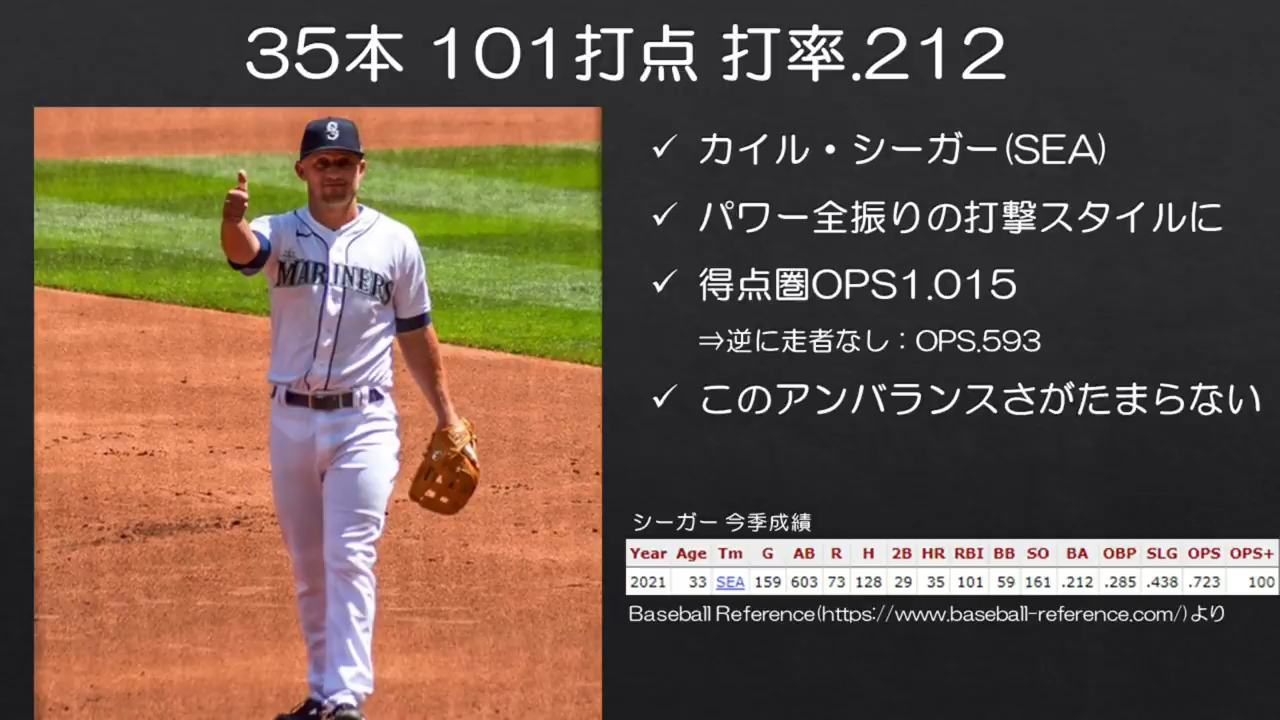 35本 101打点 打率.212
✓ カイル・シーガー(SEA)
✓ パワー全振りの打撃スタイルに
✓ 得点圏OPS1.015
⇒逆に走者なし：OPS.593
✓ このアンバランスさがたまらない
MARINERS
シーガー 今季成績
Year Age Tm G AB R H 2B HR RBI BB SO BA OBP SLG OPS OPS+
2021 33 SEA 159 603 73 128 29 35 101 59 161 .212 .285 .438 .723 100
Baseball Reference(https://www.baseball-reference.com/)より